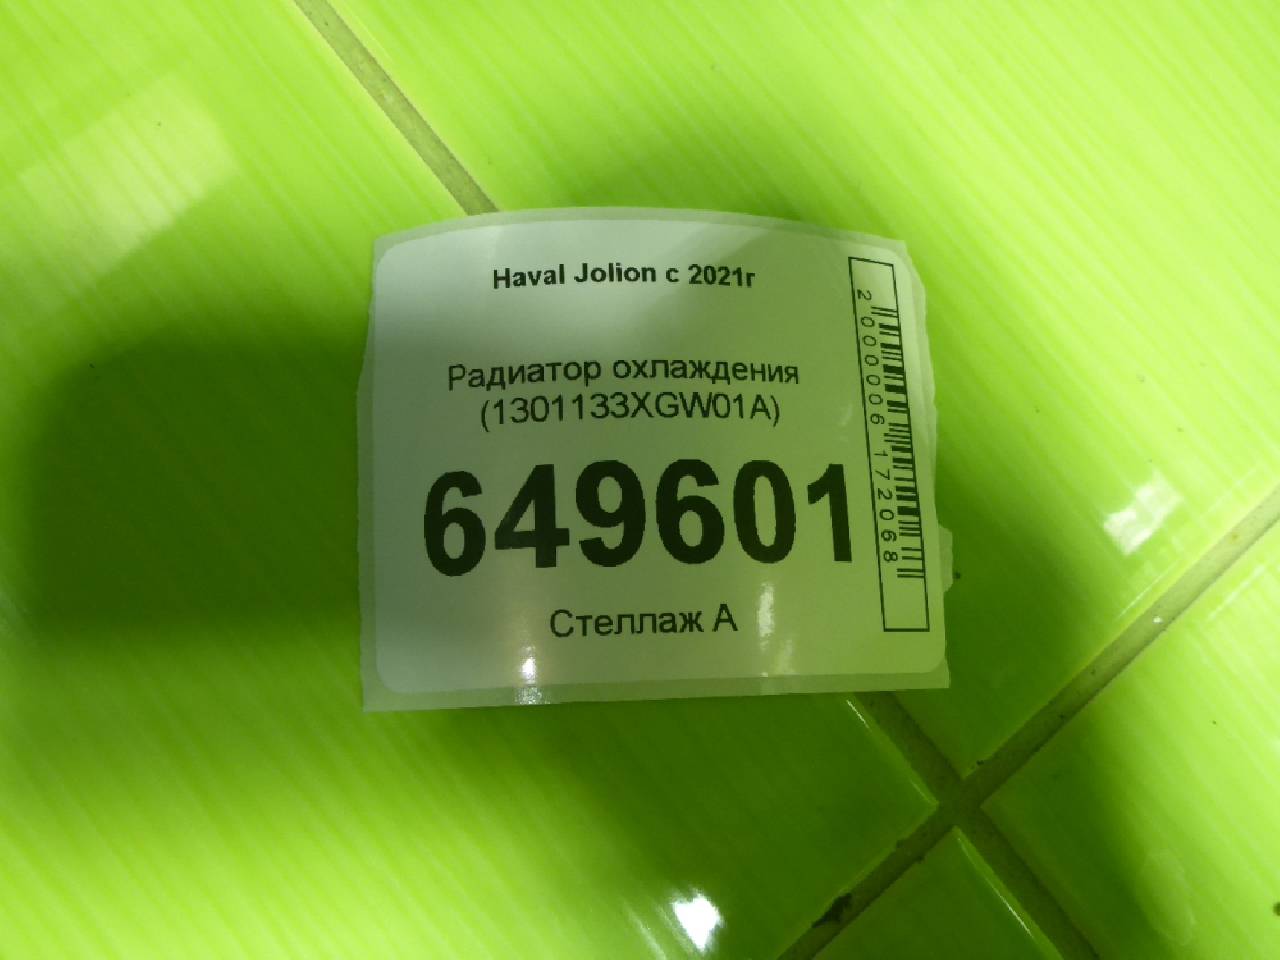 Haval Jolion с 2021г
Радиатор охлаждения
(1301133XGW01A)
649601
Стеллаж А
2000006172068